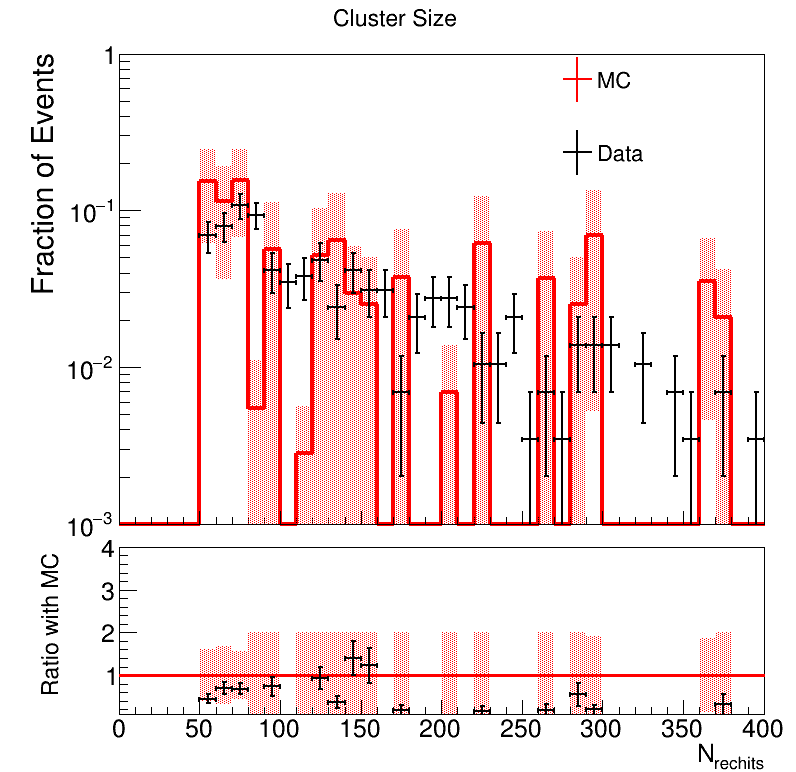 Cluster Size
Fraction of Events
1
10⁻¹
10⁻²
10⁻³
MC
Data
Ratio with MC
4
3
2
1
0 50 100 150 200 250 300 350 400
N_rechits